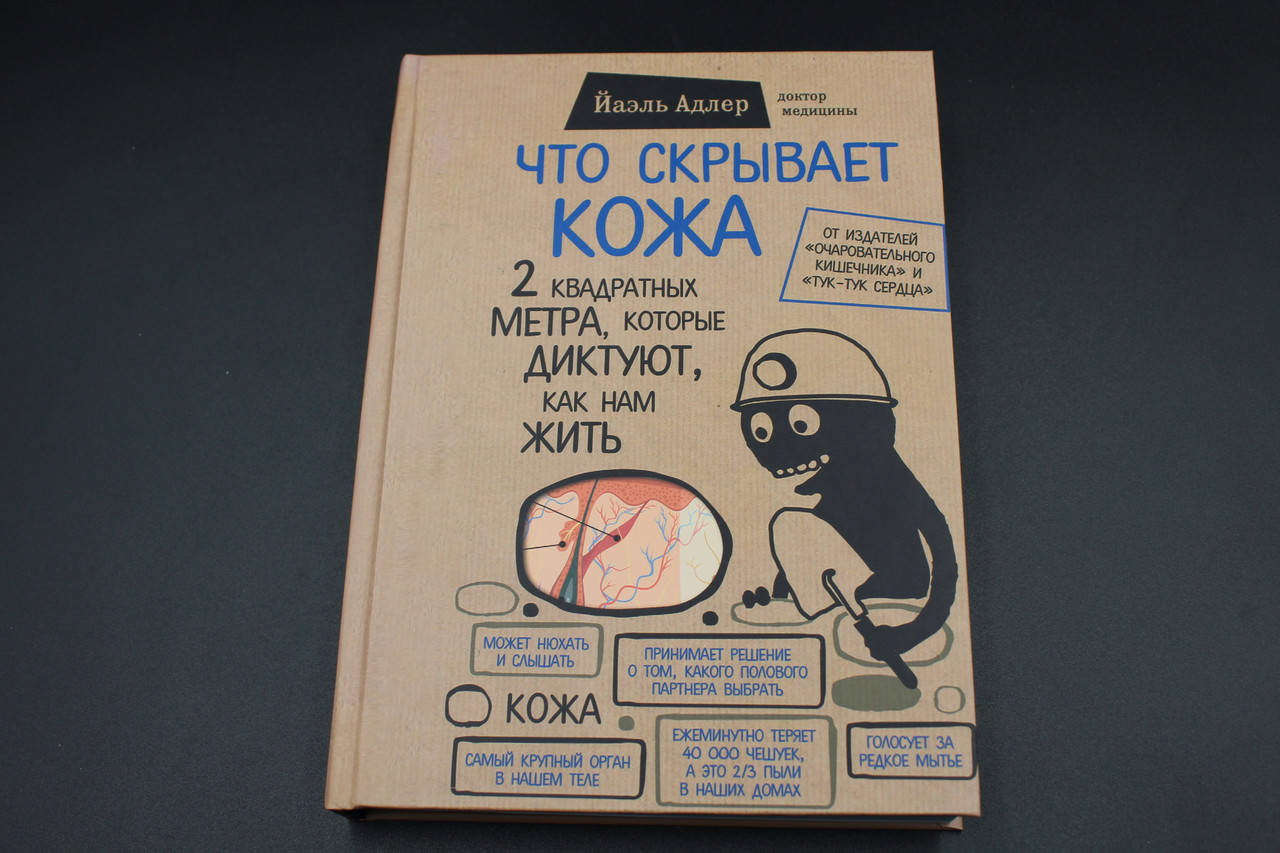 Йаэль Адлер
доктор
медицины
ЧТО СКРЫВАЕТ
КОЖА
ОТ ИЗДАТЕЛЕЙ
«ОЧАРОВАТЕЛЬНОГО
КИШЕЧНИКА» И
«ТУК-ТУК СЕРДЦА»
2 КВАДРАТНЫХ
МЕТРА, КОТОРЫЕ
ДИКТУЮТ,
КАК НАМ
ЖИТЬ
МОЖЕТ НЮХАТЬ
И СЛЫШАТЬ
ПРИНИМАЕТ РЕШЕНИЕ
О ТОМ, КАКОГО ПОЛОВОГО
ПАРТНЕРА ВЫБРАТЬ
КОЖА
САМЫЙ КРУПНЫЙ ОРГАН
В НАШЕМ ТЕЛЕ
ЕЖЕМИНУТНО ТЕРЯЕТ
40 000 ЧЕШУЕК,
А ЭТО 2/3 ПЫЛИ
В НАШИХ ДОМАХ
ГОЛОСУЕТ ЗА
РЕДКОЕ МЫТЬЕ